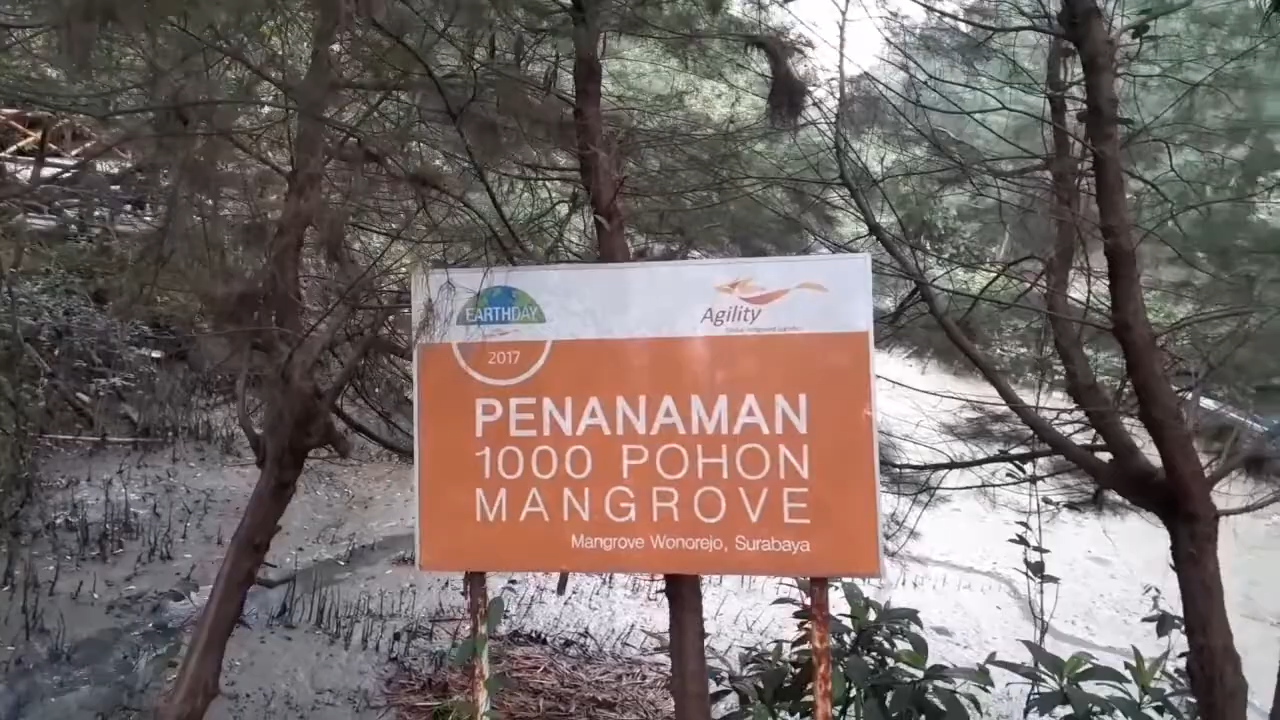 EARTHDAY
2017
Agility
PENANAMAN
1000 POHON
MANGROVE
Mangrove Wonorejo, Surabaya